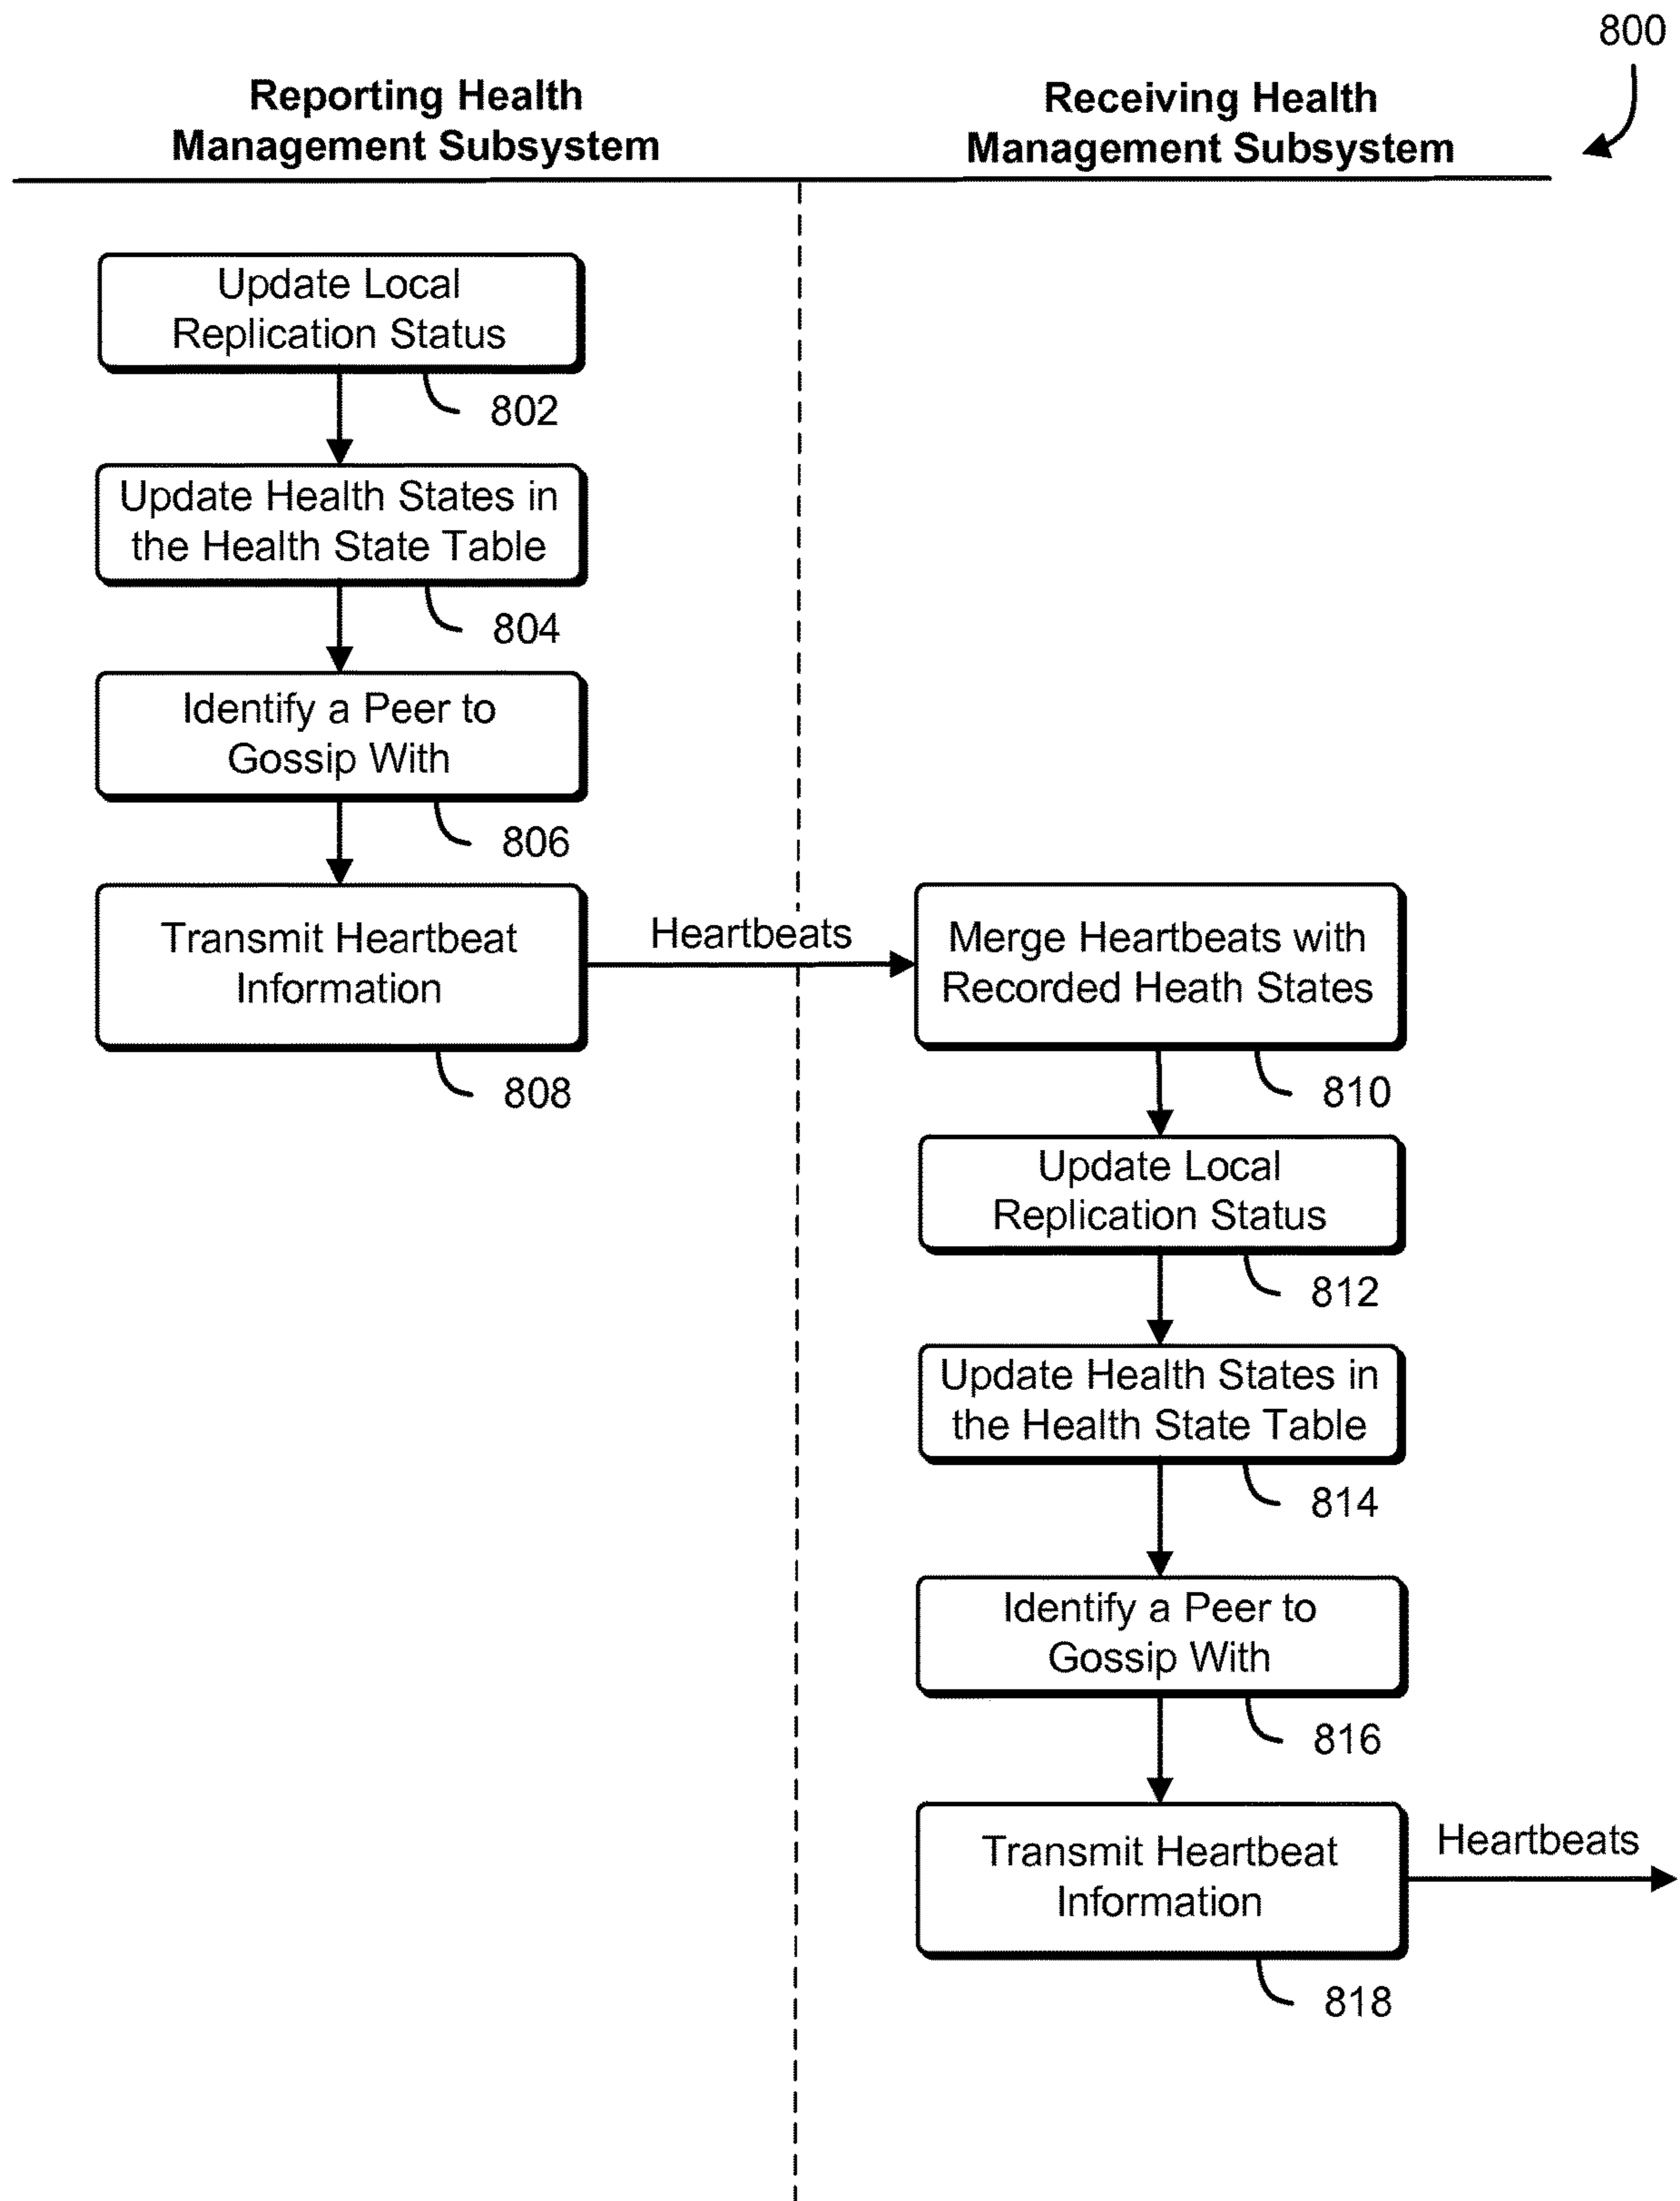 800
Reporting Health
Management Subsystem
Receiving Health
Management Subsystem
Update Local
Replication Status
802
Update Health States in
the Health State Table
804
Identify a Peer to
Gossip With
806
Transmit Heartbeat
Information
808
Heartbeats
Merge Heartbeats with
Recorded Heath States
810
Update Local
Replication Status
812
Update Health States in
the Health State Table
814
Identify a Peer to
Gossip With
816
Transmit Heartbeat
Information
818
Heartbeats